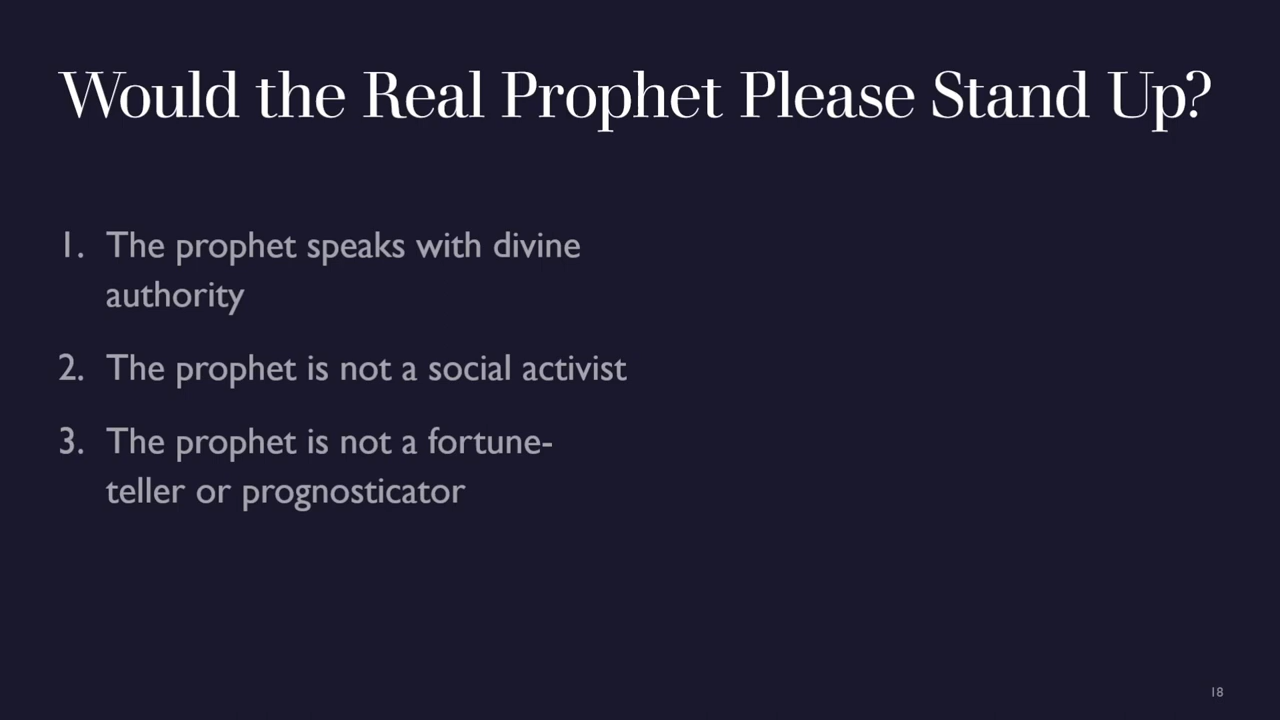 Would the Real Prophet Please Stand Up?
1. The prophet speaks with divine
authority
2. The prophet is not a social activist
3. The prophet is not a fortune-
teller or prognosticator
18